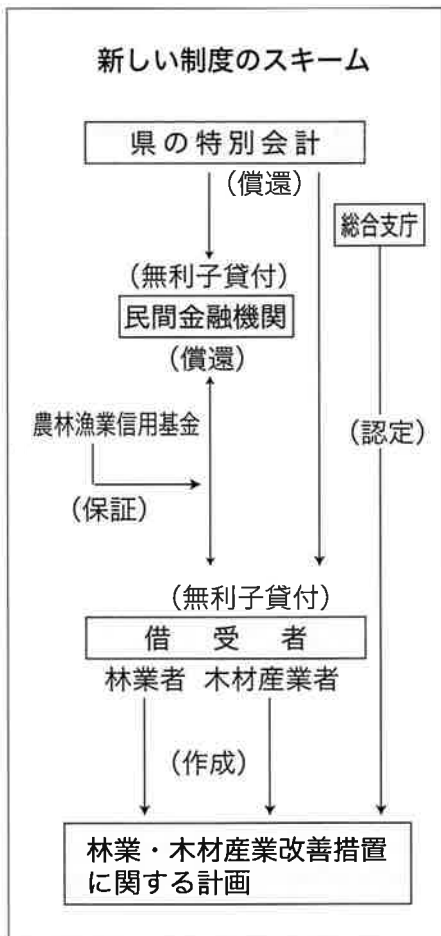 新しい制度のスキーム
県の特別会計
(償還)
総合支庁
(無利子貸付)
民間金融機関
(償還)
農林漁業信用基金
(認定)
(保証)
(無利子貸付)
借受者
林業者 木材産業者
(作成)
林業・木材産業改善措置
に関する計画